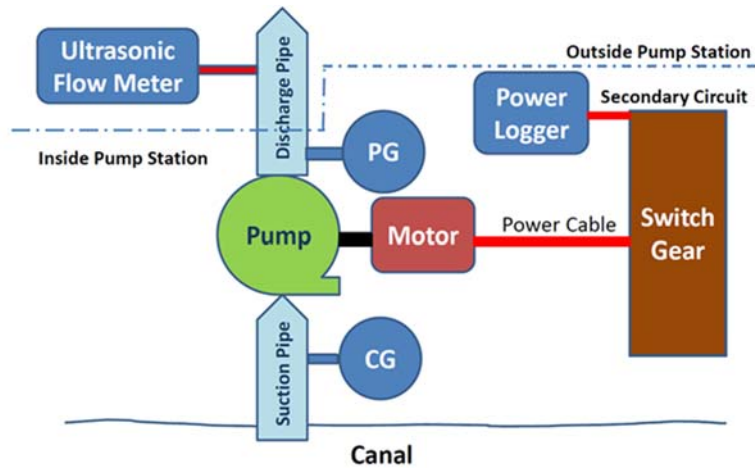 Ultrasonic
Flow Meter
Discharge Pipe
Outside Pump Station
Power
Logger
Secondary Circuit
Inside Pump Station
PG
Pump
Motor
Power Cable
Switch
Gear
Suction Pipe
CG
Canal